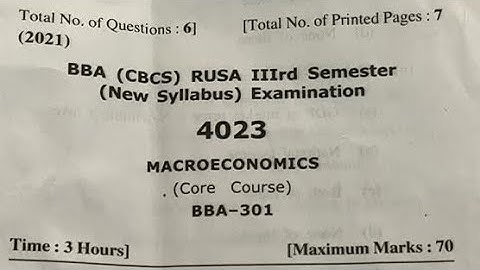 Total No. of Questions : 6]
[Total No. of Printed Pages : 7
(2021)
BBA (CBCS) RUSA IIIrd Semester
(New Syllabus) Examination
4023
MACROECONOMICS
(Core Course)
BBA–301
Time : 3 Hours]
[Maximum Marks : 70